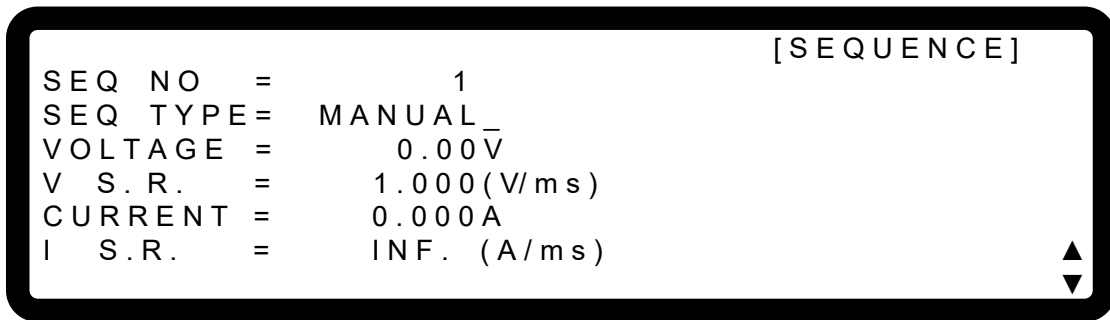 [SEQUENCE]
SEQ NO = 1
SEQ TYPE= MANUAL_
VOLTAGE = 0.00V
V S.R. = 1.000(V/ms)
CURRENT = 0.000A
I S.R. = INF. (A/ms) ▲
▼